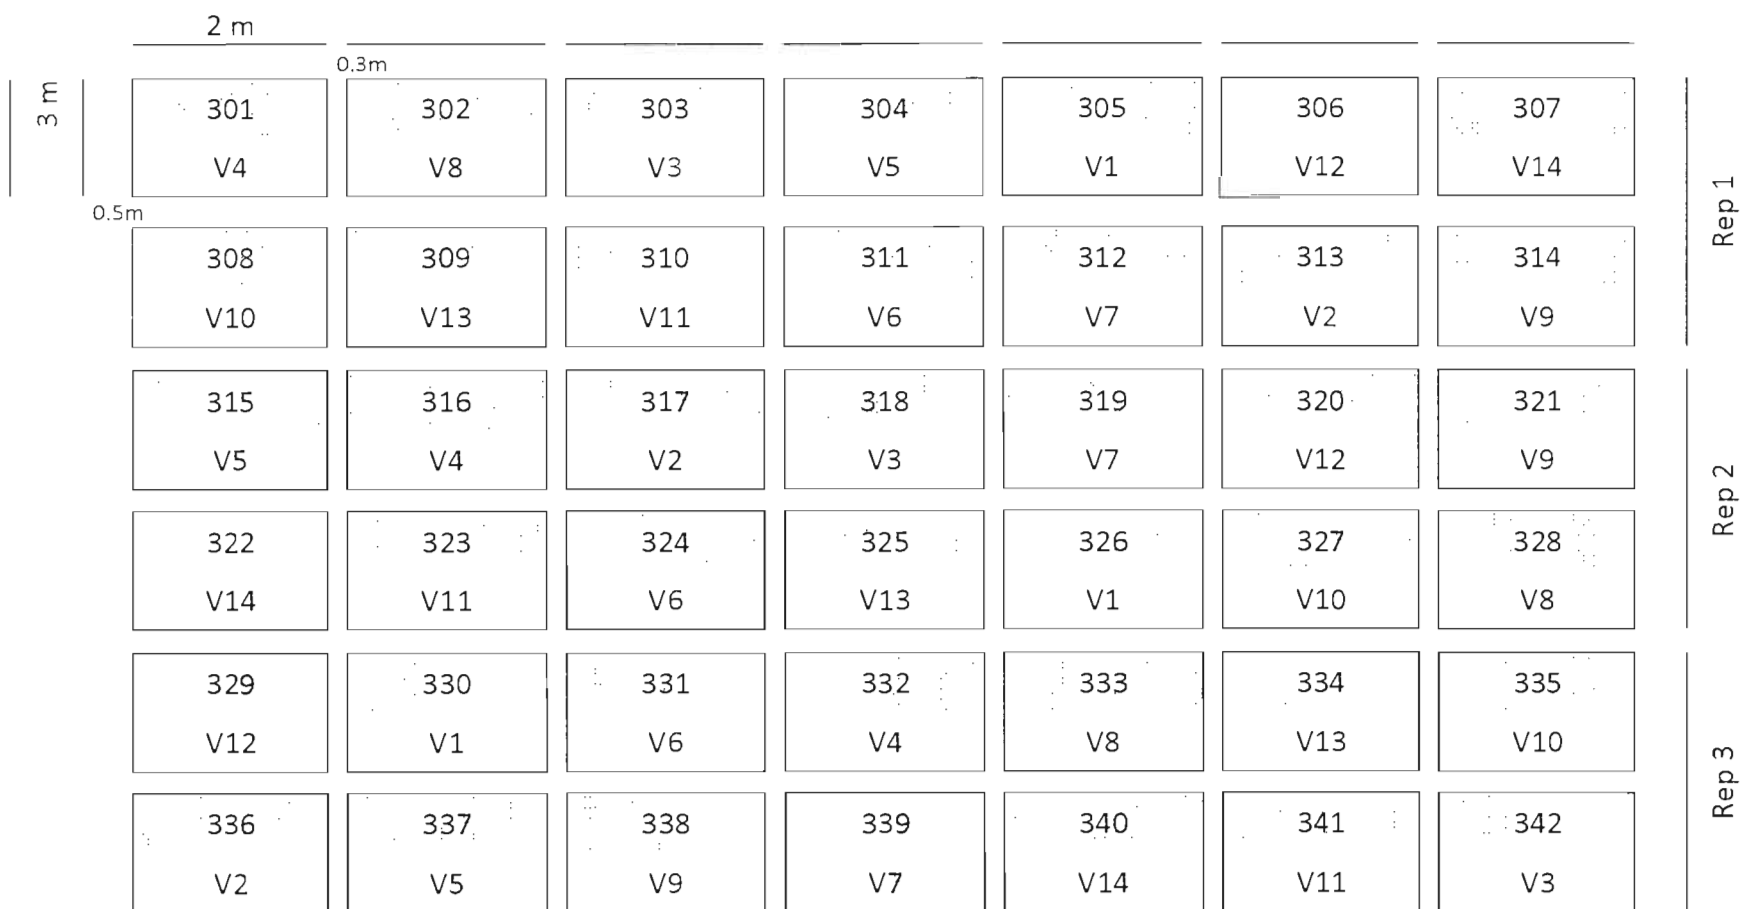 2 m
0.3m
3 m
301 302 303 304 305 306 307
V4 V8 V3 V5 V1 V12 V14
0.5m
Rep 1
308 309 310 311 312 313 314
V10 V13 V11 V6 V7 V2 V9
315 316 317 318 319 320 321
V5 V4 V2 V3 V7 V12 V9
Rep 2
322 323 324 325 326 327 328
V14 V11 V6 V13 V1 V10 V8
329 330 331 332 333 334 335
V12 V1 V6 V4 V8 V13 V10
Rep 3
336 337 338 339 340 341 342
V2 V5 V9 V7 V14 V11 V3